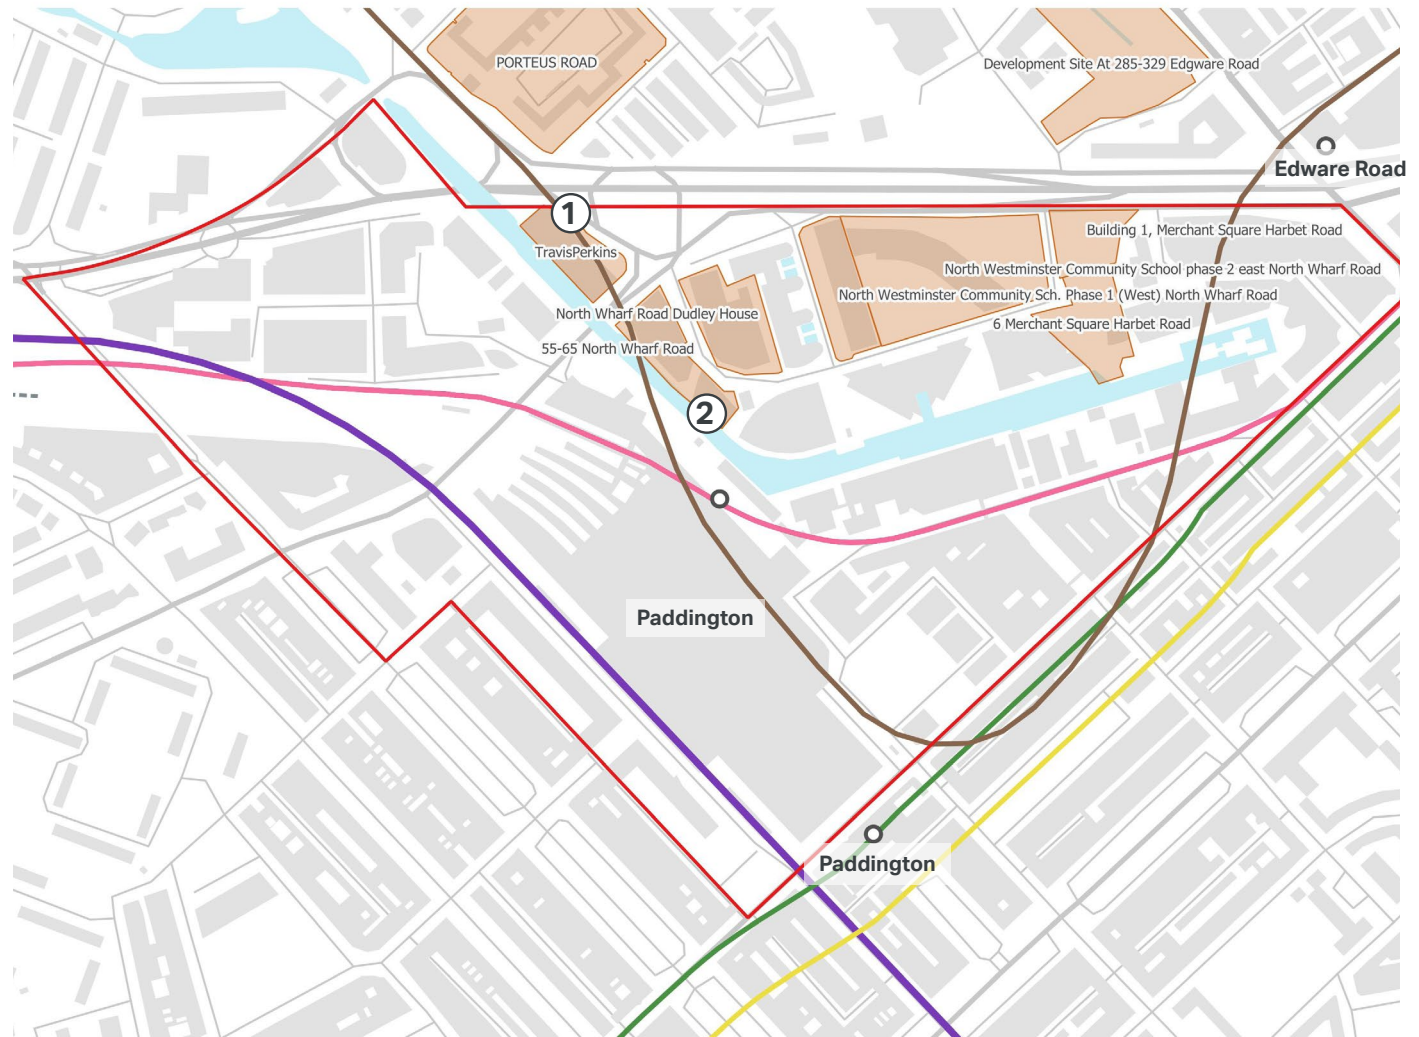 PORTEUS ROAD
Development Site At 285-329 Edgware Road
Edware Road
1
Building 1, Merchant Square Harbet Road
TravisPerkins
North Westminster Community School phase 2 east North Wharf Road
North Westminster Community Sch. Phase 1 (West) North Wharf Road
North Wharf Road Dudley House
6 Merchant Square Harbet Road
55-65 North Wharf Road
2
Paddington
Paddington